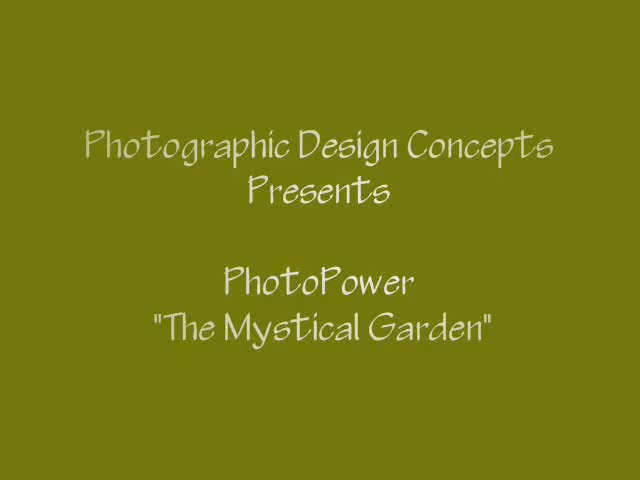 Photographic Design Concepts
Presents
PhotoPower
"The Mystical Garden"